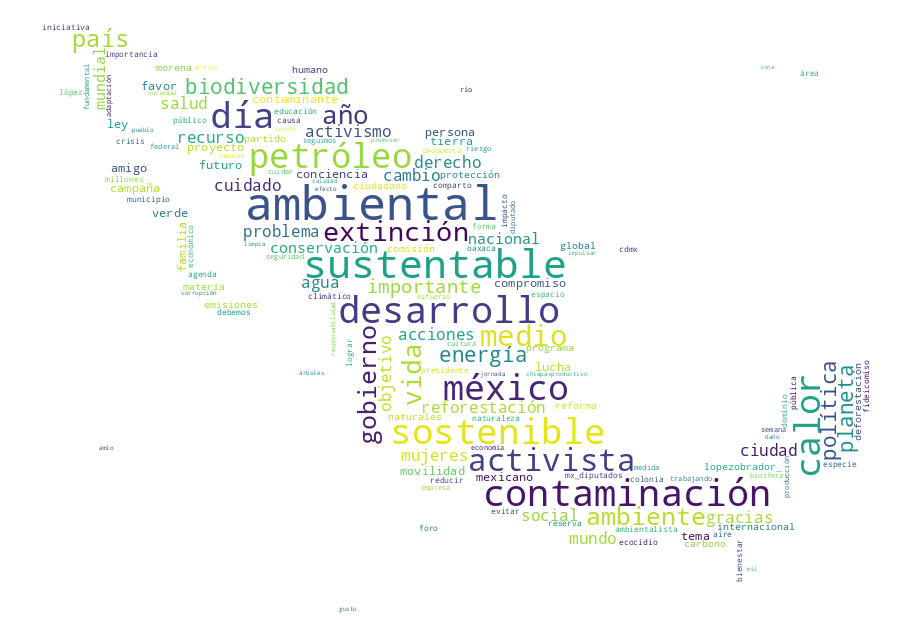 iniciativa
país
importancia
mundial
fundamental
adaptación
morena
humano
zona
área
lópez
favor
biodiversidad
sociedad
precio
río
salud
contaminante
ley
público
día
educación
causa
año
pueblo
crisis
recurso
activismo
persona
federal
proyecto
partido
seguimos
promover
tierra
petróleo
propuesta
riesgo
futuro
derecho
amigo
cuidar
conciencia
cambio
protección
millones
campaña
cuidado
calidad
efecto
ciudadano
comparto
municipio
verde
ambiental
impacto
diputado
problema
extinción
forma
nacional
familia
económico
limpia
conservación
comisión
oaxaca
global
impulsar
cdmx
seguridad
sustentable
agenda
materia
corrupción
agua
importante
compromiso
climático
esfuerzo
espacio
emisiones
debemos
desarrollo
responsabilidad
gobierno
acciones
medio
cultura
lograr
objetivo
vida
energía
programa
árboles
presidente
lucha
jornada
chiapasproductivo
méxico
calor
política
planeta
deforestación
fideicomiso
pública
dominio
reforestación
reforma
naturales
naturaleza
sostenible
semana
daño
amlo
economía
mujeres
activista
ciudad
especie
movilidad
medida
lopezobrador_
biosfera
producción
reducir
mexicano
mx_diputados
colonia
trabajando
empresa
contaminación
evitar
social
ambiente
gracias
foro
reserva
ambientalista
internacional
mundo
ecocidio
tema
aire
carbono
bienestar
mil
gusto